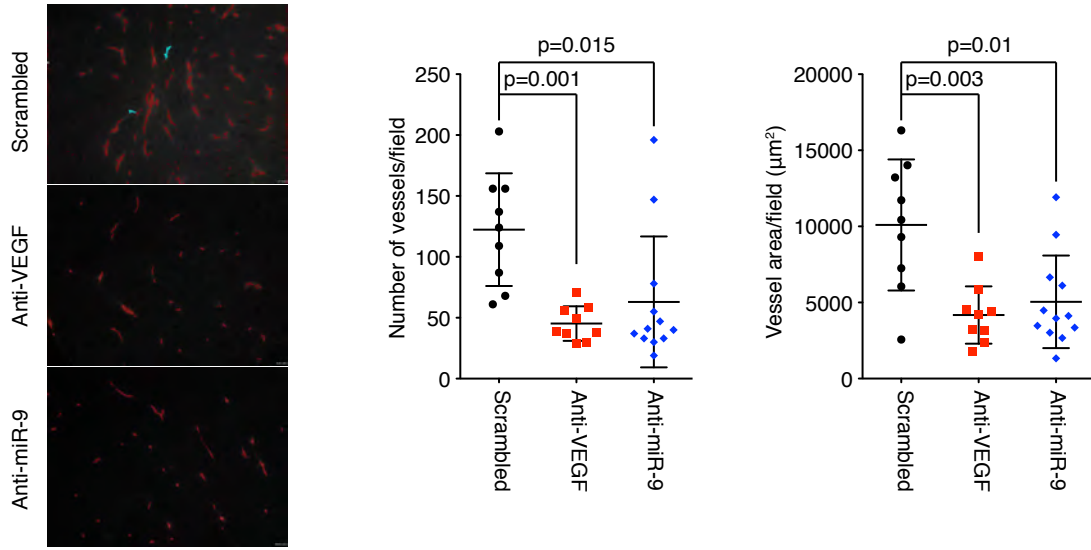 Scrambled
Anti-VEGF
Anti-miR-9
p=0.015
p=0.001
250
200
150
100
50
0
Number of vessels/field
Scrambled
Anti-VEGF
Anti-miR-9
p=0.01
p=0.003
20000
15000
10000
5000
0
Vessel area/field (µm²)
Scrambled
Anti-VEGF
Anti-miR-9